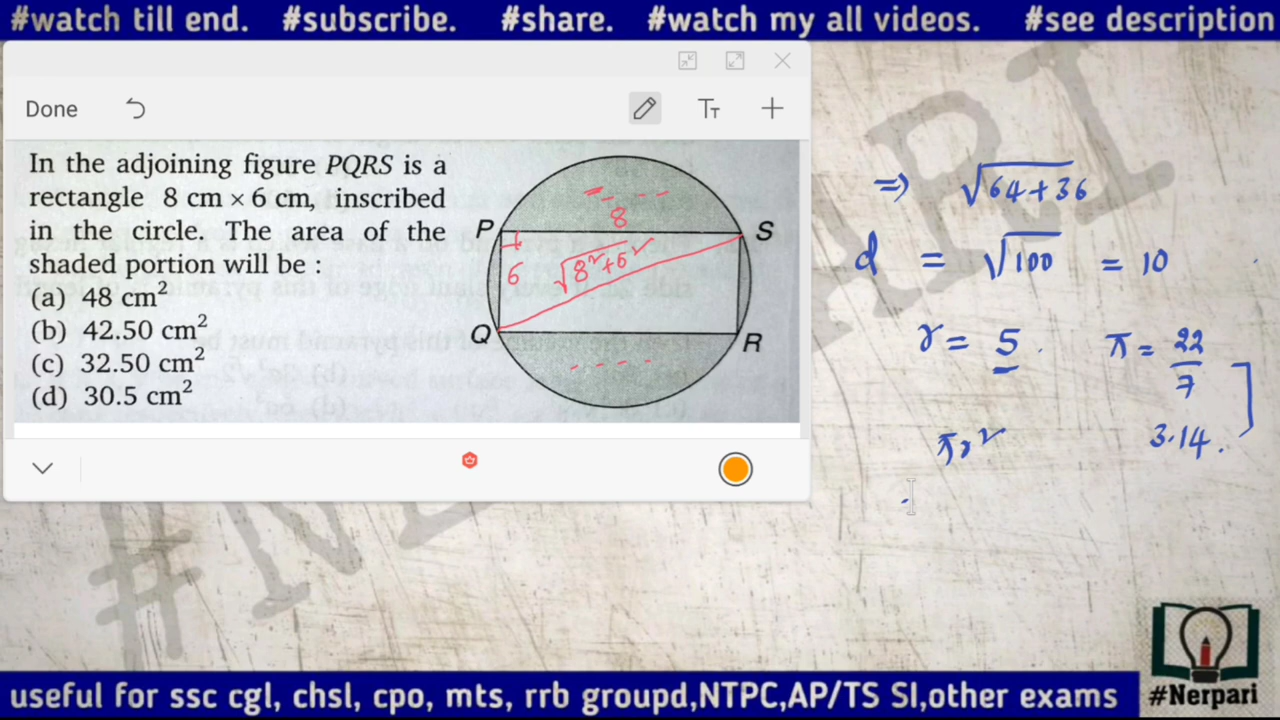 #watch till end. #subscribe. #share. #watch my all videos. #see description
Done
Tт
In the adjoining figure PQRS is a
rectangle 8 cm × 6 cm, inscribed
in the circle. The area of the
shaded portion will be :
(a) 48 cm²
(b) 42.50 cm²
(c) 32.50 cm²
(d) 30.5 cm²
P
S
Q
R
8
6
√8²+6²
⇒ √64+36
d = √100 = 10
r = 5
π = 22/7
πr²
3.14.
useful for ssc cgl, chsl, cpo, mts, rrb groupd,NTPC,AP/TS SI,other exams
#Nerpari